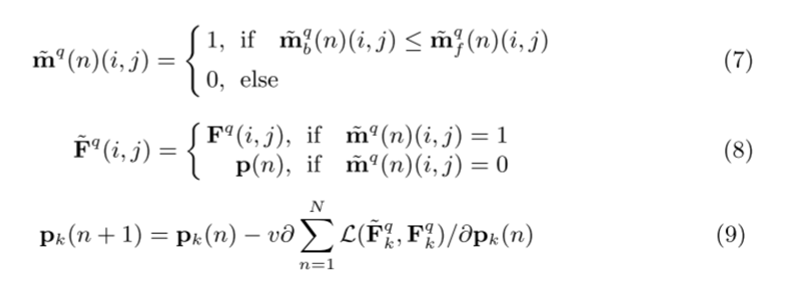 m̃^q(n)(i, j) = { 1, if m̃_b^q(n)(i, j) ≤ m̃_f^q(n)(i, j)
0, else (7)
F̃^q(i, j) = { F^q(i, j), if m̃^q(n)(i, j) = 1
p(n), if m̃^q(n)(i, j) = 0 (8)
p_k(n + 1) = p_k(n) − v∂ ∑_{n=1}^{N} L(F̃_k^q, F_k^q)/∂p_k(n) (9)